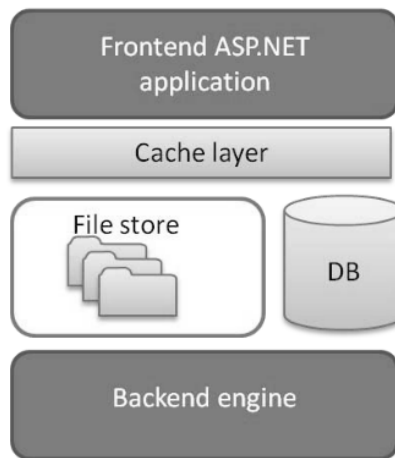 Frontend ASP.NET
application
Cache layer
File store
DB
Backend engine